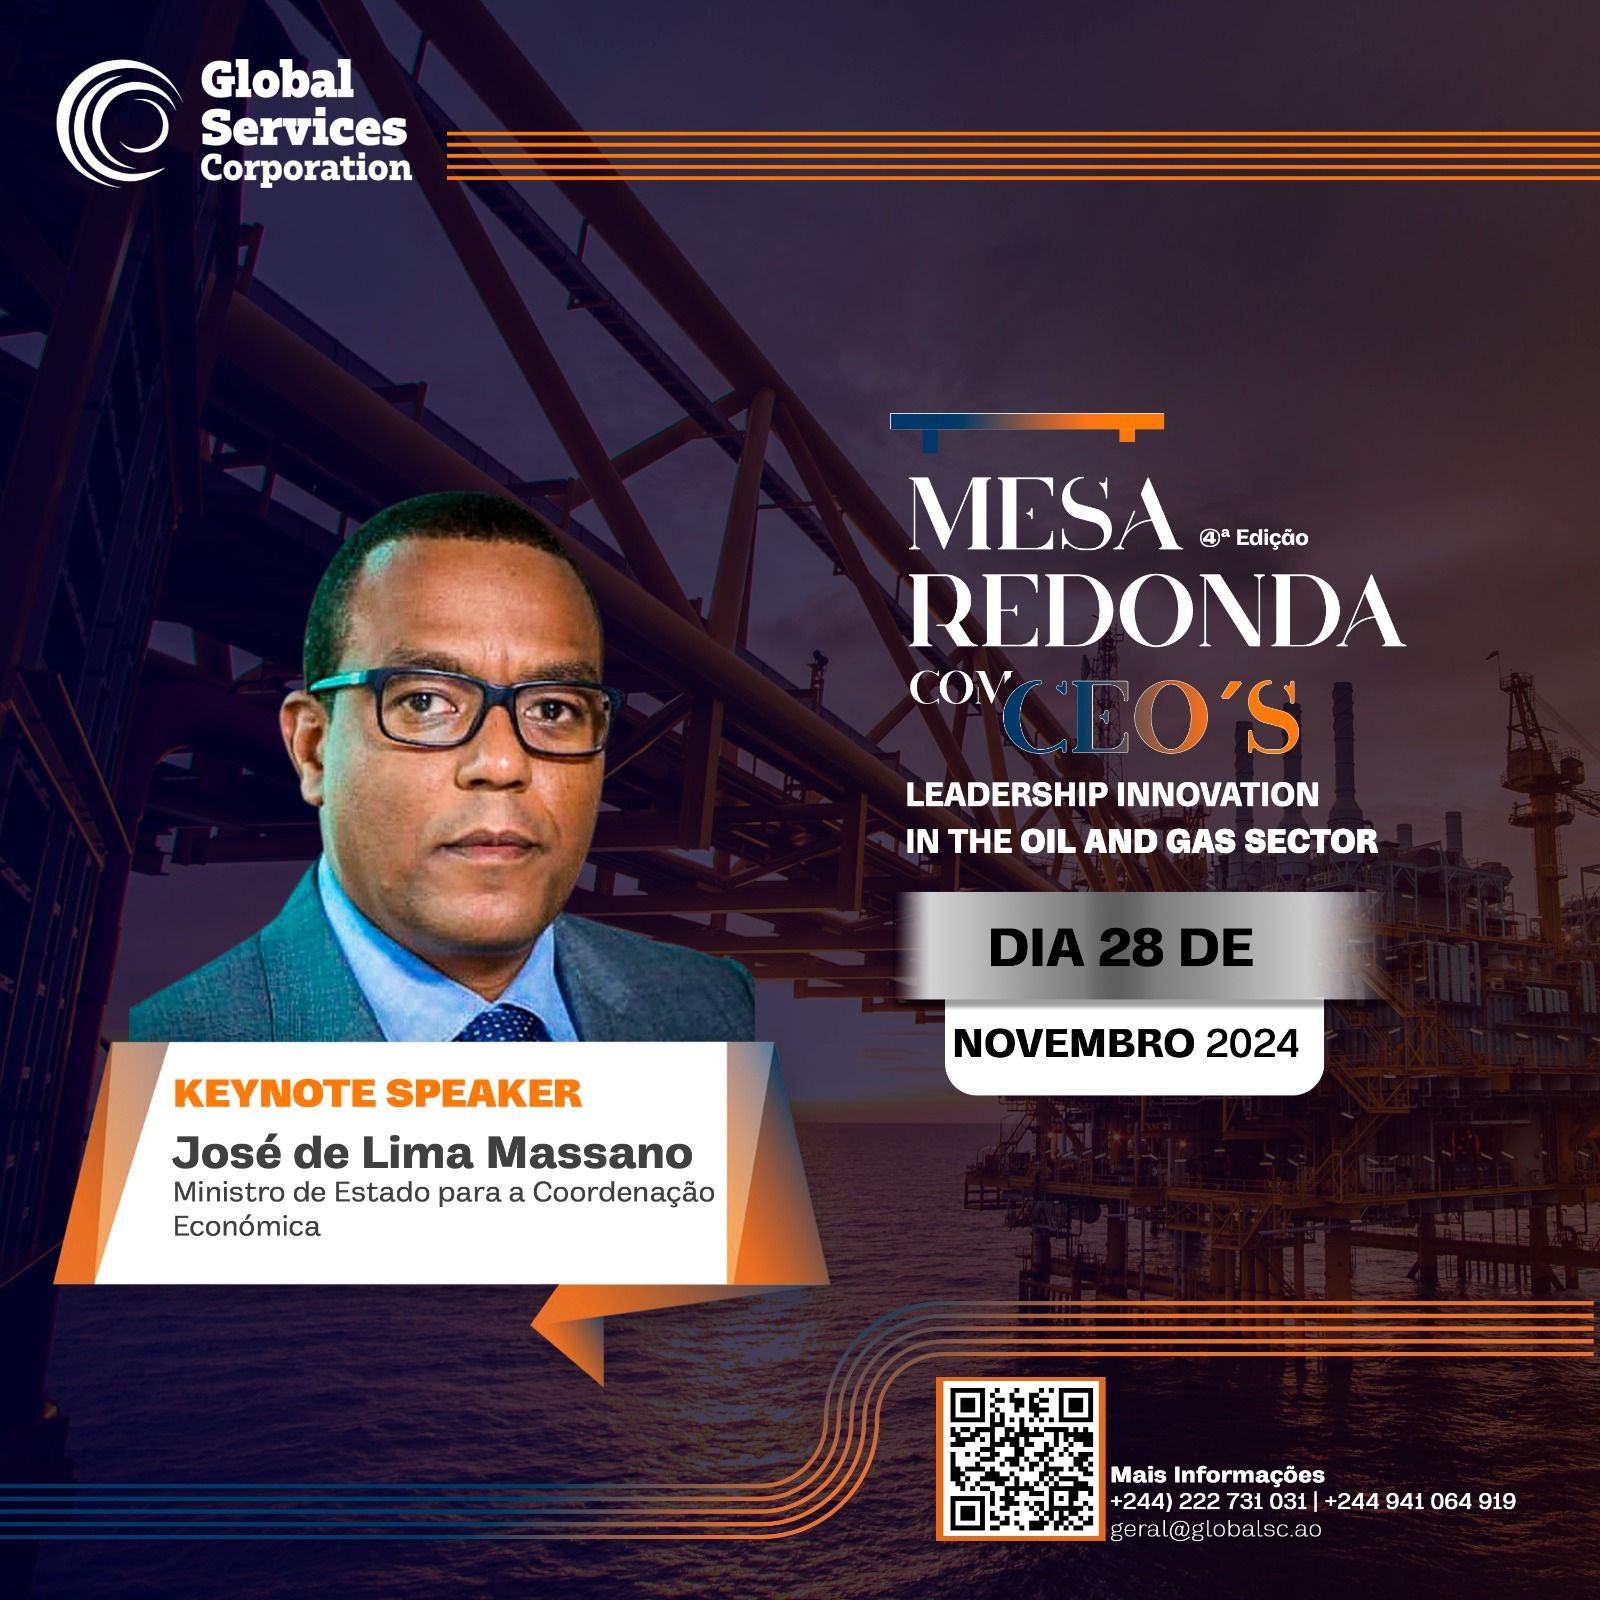 Global
Services
Corporation
MESA ④ª Edição
REDONDA
COM CEO´S
LEADERSHIP INNOVATION
IN THE OIL AND GAS SECTOR
DIA 28 DE
NOVEMBRO 2024
KEYNOTE SPEAKER
José de Lima Massano
Ministro de Estado para a Coordenação
Económica
Mais Informações
+244) 222 731 031 | +244 941 064 919
geral@globalsc.ao